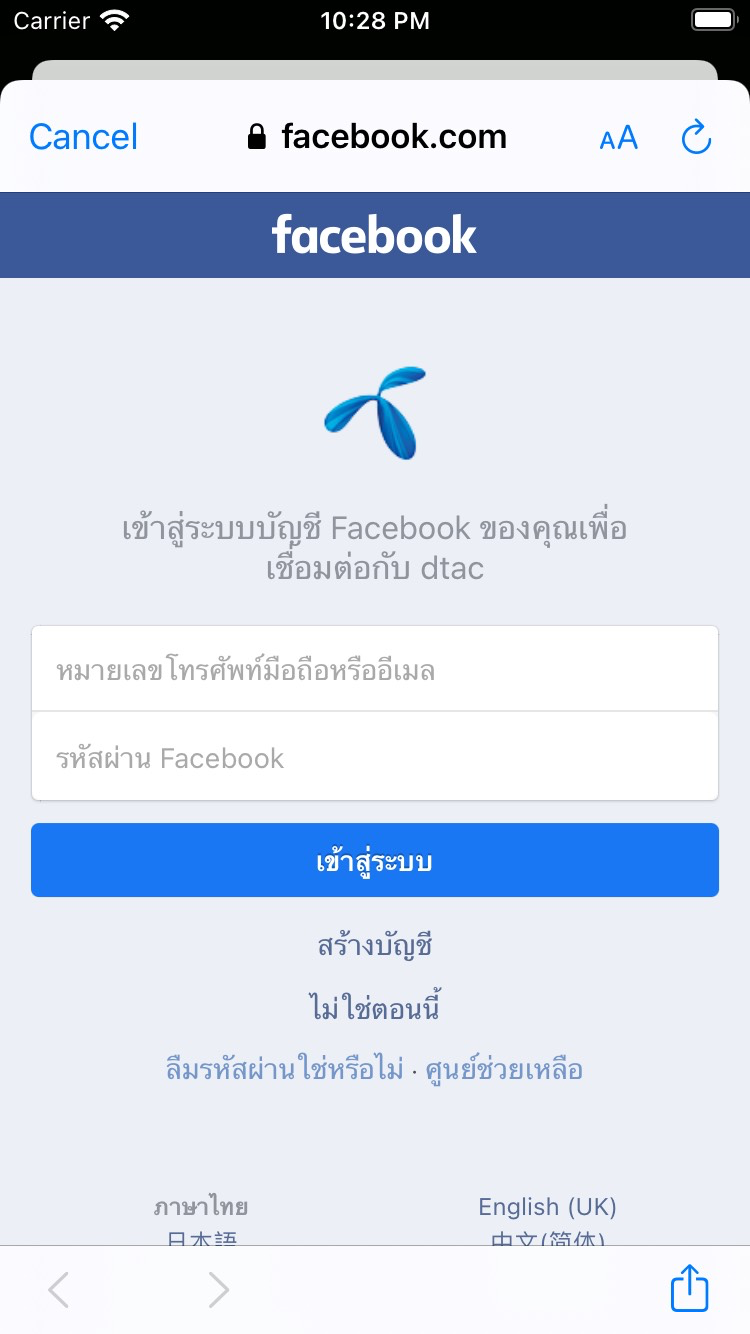 Carrier 10:28 PM
Cancel facebook.com AA
facebook
เข้าสู่ระบบบัญชี Facebook ของคุณเพื่อ
เชื่อมต่อกับ dtac
หมายเลขโทรศัพท์มือถือหรืออีเมล
รหัสผ่าน Facebook
เข้าสู่ระบบ
สร้างบัญชี
ไม่ใช่ตอนนี้
ลืมรหัสผ่านใช่หรือไม่ · ศูนย์ช่วยเหลือ
ภาษาไทย English (UK)
日本語 中文(简体)